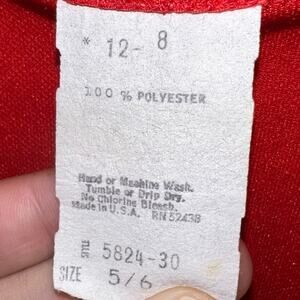 * 12- 8
100 % POLYESTER
Hand or Machine Wash.
Tumble or Drip Dry.
No Chlorine Bleach.
Made in U.S.A. RN 52438
STYLE 5824-30
SIZE 5/6